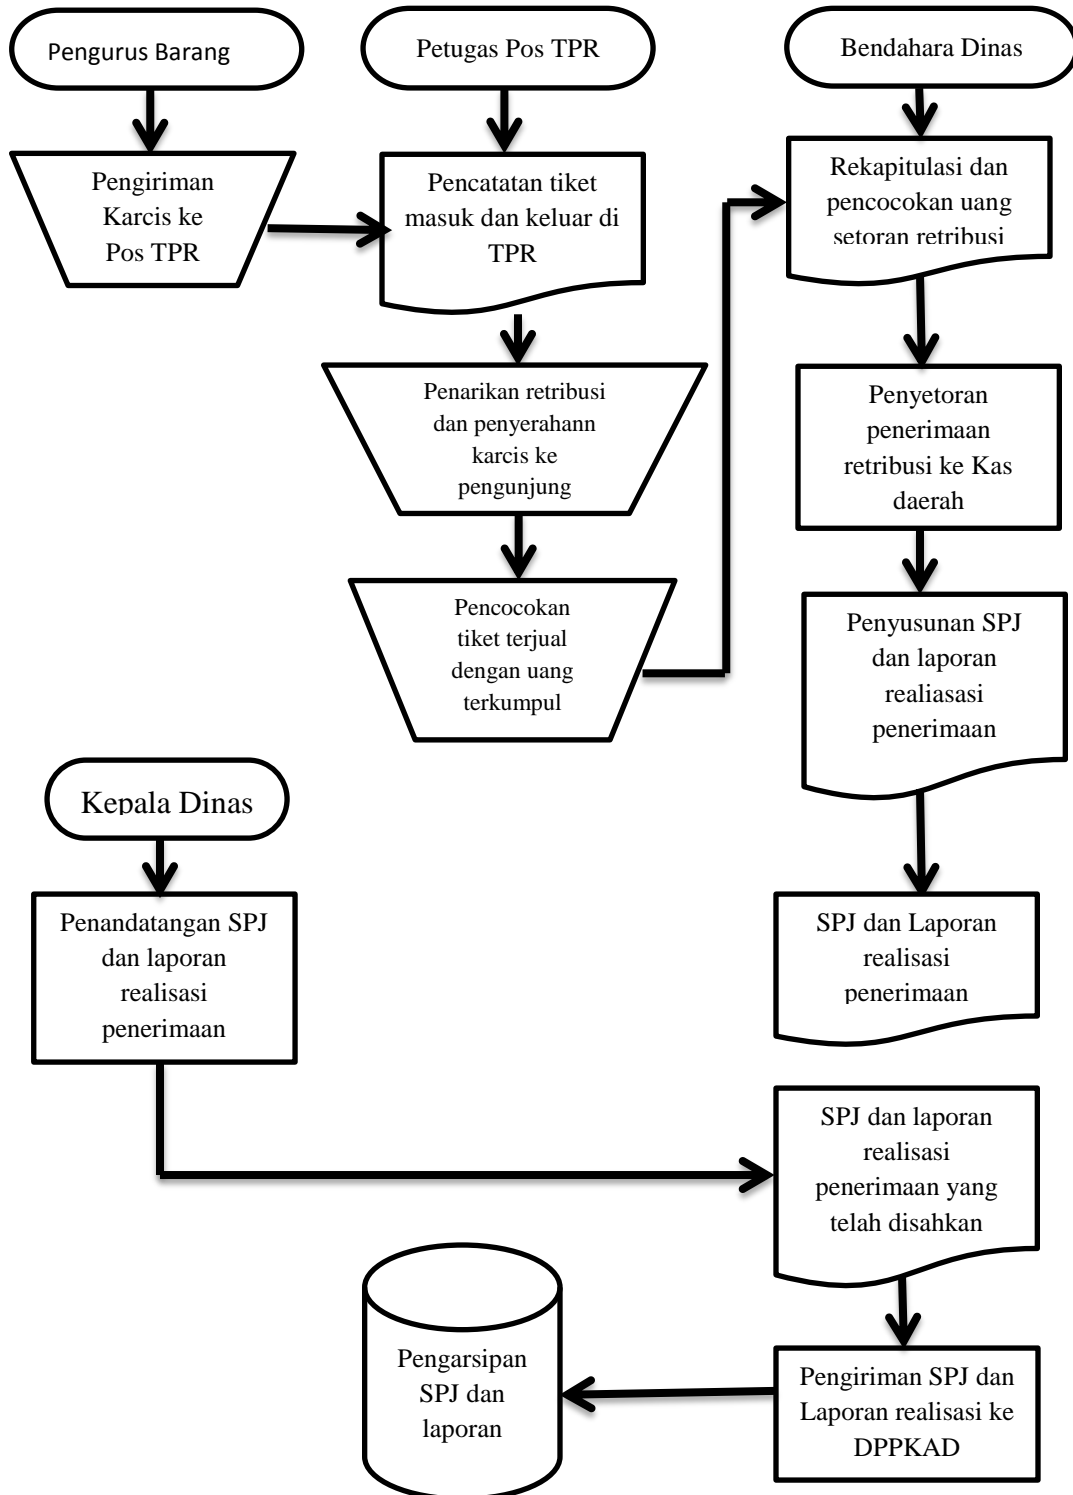 Pengurus Barang
Petugas Pos TPR
Bendahara Dinas
Pengiriman
Karcis ke
Pos TPR
Pencatatan tiket
masuk dan keluar di
TPR
Rekapitulasi dan
pencocokan uang
setoran retribusi
Penarikan retribusi
dan penyerahann
karcis ke
pengunjung
Penyetoran
penerimaan
retribusi ke Kas
daerah
Pencocokan
tiket terjual
dengan uang
terkumpul
Penyusunan SPJ
dan laporan
realiasasi
penerimaan
Kepala Dinas
Penandatangan SPJ
dan laporan
realisasi
penerimaan
SPJ dan Laporan
realisasi
penerimaan
SPJ dan laporan
realisasi
penerimaan yang
telah disahkan
Pengarsipan
SPJ dan
laporan
Pengiriman SPJ dan
Laporan realisasi ke
DPPKAD